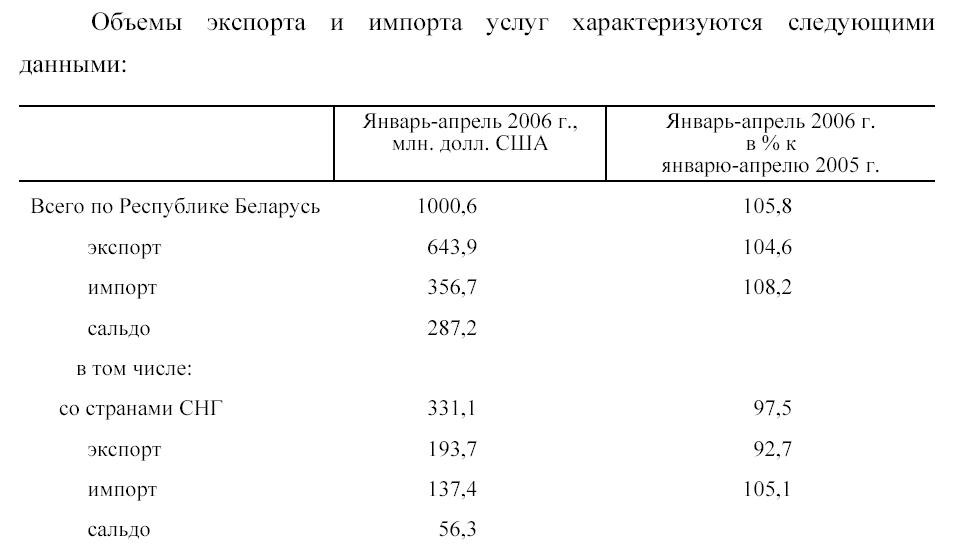 Объемы экспорта и импорта услуг характеризуются следующими
данными:
Январь-апрель 2006 г.,
млн. долл. США
Январь-апрель 2006 г.
в % к
январю-апрелю 2005 г.
Всего по Республике Беларусь 1000,6 105,8
экспорт 643,9 104,6
импорт 356,7 108,2
сальдо 287,2
в том числе:
со странами СНГ 331,1 97,5
экспорт 193,7 92,7
импорт 137,4 105,1
сальдо 56,3